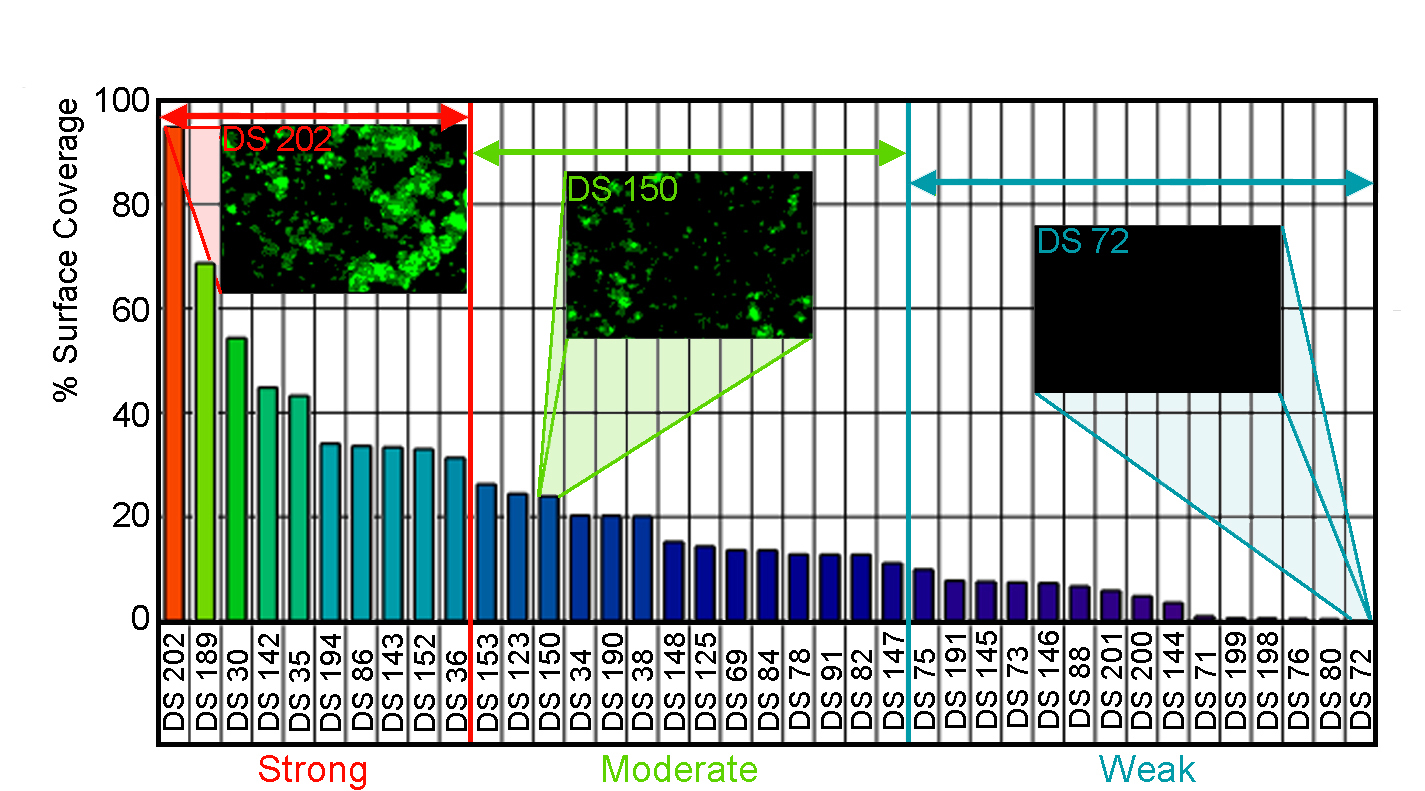 % Surface Coverage
100
80
60
40
20
0
DS 202
DS 150
DS 72
DS 202
DS 189
DS 30
DS 142
DS 35
DS 194
DS 86
DS 143
DS 152
DS 36
DS 153
DS 123
DS 150
DS 34
DS 190
DS 38
DS 148
DS 125
DS 69
DS 84
DS 78
DS 91
DS 82
DS 147
DS 75
DS 191
DS 145
DS 73
DS 146
DS 88
DS 201
DS 200
DS 144
DS 71
DS 199
DS 198
DS 76
DS 80
DS 72
Strong
Moderate
Weak